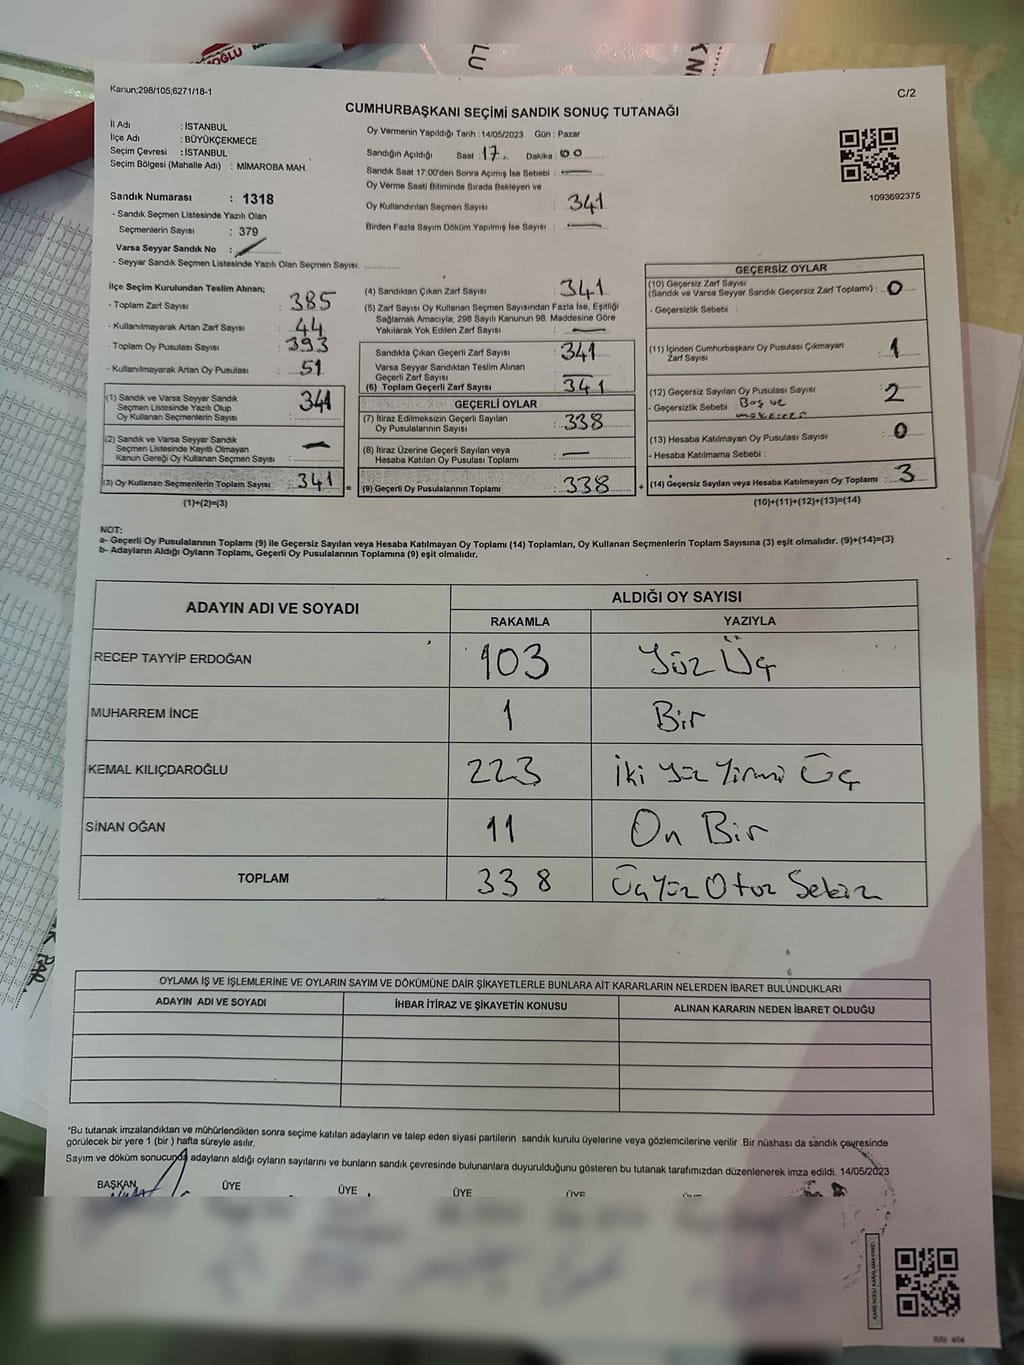 Kanun;298/105,6271/18-1
C/2
CUMHURBAŞKANI SEÇİMİ SANDIK SONUÇ TUTANAĞI
İl Adı : İSTANBUL
İlçe Adı : BÜYÜKÇEKMECE
Seçim Çevresi : İSTANBUL
Seçim Bölgesi (Mahalle Adı) : MİMAROBA MAH.
Sandık Numarası : 1318
- Sandık Seçmen Listesinde Yazılı Olan
Seçmenlerin Sayısı : 379
Varsa Seyyar Sandık No :
- Seyyar Sandık Listesinde Yazılı Olan Seçmen Sayısı:
Oy Vermenin Yapıldığı Tarih : 14/05/2023 Gün : Pazar
Sandığın Açıldığı Saat : 17 Dakika : 00
Sandık Saat 17:00'den Sonra Açımış İse Sebebi : —
Oy Verme Saati Bitiminde Sırada Bekleyen ve
Oy Kullandırılan Seçmen Sayısı : 341
Birden Fazla Sayım Döküm Yapılmış İse Sayısı : —
1093692375
İlçe Seçim Kurulundan Teslim Alınan;
- Toplam Zarf Sayısı : 385
- Kullanılmayarak Artan Zarf Sayısı : 44
- Toplam Oy Pusulası Sayısı : 393
- Kullanılmayarak Artan Oy Pusulası : 51
(1) Sandık ve Varsa Seyyar Sandık
Seçmen Listesinde Yazılı Olup
Oy Kullanan Seçmenlerin Sayısı : 341
(2) Sandık ve Varsa Seyyar Sandık
Seçmen Listesinde Kayıtlı Olmayan
Kanun Gereği Oy Kullanan Seçmen Sayısı : —
(3) Oy Kullanan Seçmenlerin Toplam Sayısı : 341 =
(1)+(2)=(3)
(4) Sandıktan Çıkan Zarf Sayısı : 341
(5) Zarf Sayısı Oy Kullanan Seçmen Sayısından Fazla İse, Eşitliği
Sağlamak Amacıyla, 298 Sayılı Kanunun 98. Maddesine Göre
Yakılarak Yok Edilen Zarf Sayısı : —
Sandıkta Çıkan Geçerli Zarf Sayısı : 341
Varsa Seyyar Sandıktan Teslim Alınan
Geçerli Zarf Sayısı : —
(6) Toplam Geçerli Zarf Sayısı : 341
GEÇERLİ OYLAR
(7) İtiraz Edilmeksizin Geçerli Sayılan
Oy Pusulalarının Sayısı : 338
(8) İtiraz Üzerine Geçerli Sayılan veya
Hesaba Katılan Oy Pusulası Toplamı : —
(9) Geçerli Oy Pusulalarının Toplamı : 338 +
GEÇERSİZ OYLAR
(10) Geçersiz Zarf Sayısı
(Sandık ve Varsa Seyyar Sandık Geçersiz Zarf Toplamı) : 0
- Geçersizlik Sebebi :
(11) İçinden Cumhurbaşkanı Oy Pusulası Çıkmayan
Zarf Sayısı : 1
(12) Geçersiz Sayılan Oy Pusulası Sayısı : 2
- Geçersizlik Sebebi : Boş ve
(13) Hesaba Katılmayan Oy Pusulası Sayısı : 0
- Hesaba Katılmama Sebebi :
(14) Geçersiz Sayılan veya Hesaba Katılmayan Oy Toplamı : 3
(10)+(11)+(12)+(13)=(14)
NOT:
a- Geçerli Oy Pusulalarının Toplamı (9) ile Geçersiz Sayılan veya Hesaba Katılmayan Oy Toplamı (14) Toplamları, Oy Kullanan Seçmenlerin Toplam Sayısına (3) eşit olmalıdır. (9)+(14)=(3)
b- Adayların Aldığı Oyların Toplamı, Geçerli Oy Pusulalarının Toplamına (9) eşit olmalıdır.
ADAYIN ADI VE SOYADI
ALDIĞI OY SAYISI
RAKAMLA YAZIYLA
RECEP TAYYİP ERDOĞAN 103 Yüz Üç
MUHARREM İNCE 1 Bir
KEMAL KILIÇDAROĞLU 223 İki Yüz Yirmi Üç
SİNAN OĞAN 11 On Bir
TOPLAM 338 Üç Yüz Otuz Sekiz
OYLAMA İŞ VE İŞLEMLERİNE VE OYLARIN SAYIM VE DÖKÜMÜNE DAİR ŞİKAYETLERLE BUNLARA AİT KARARLARIN NELERDEN İBARET BULUNDUKLARI
ADAYIN ADI VE SOYADI İHBAR İTİRAZ VE ŞİKAYETİN KONUSU ALINAN KARARIN NEDEN İBARET OLDUĞU
*Bu tutanak imzalandıktan ve mühürlendikten sonra seçime katılan adayların ve talep eden siyasi partilerin sandık kurulu üyelerine veya gözlemcilerine verilir. Bir nüshası da sandık çevresinde
görülecek bir yere 1 (bir) hafta süreyle asılır.
Sayım ve döküm sonucunda adayların aldığı oyların sayılarını ve bunların sandık çevresinde bulunanlara duyurulduğunu gösteren bu tutanak tarafımızdan düzenlenerek imza edildi. 14/05/2023
BAŞKAN ÜYE ÜYE ÜYE ÜYE